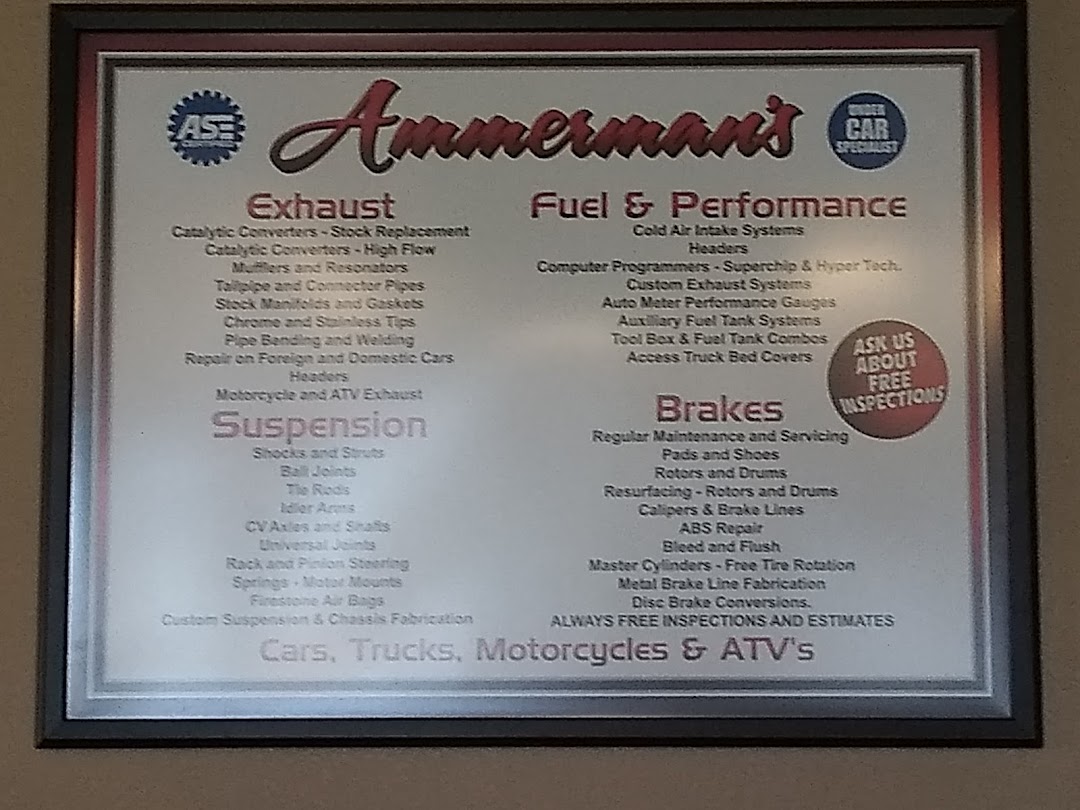 ASE
CERTIFIED
Ammerman's
UNDER
CAR
SPECIALIST
Exhaust
Catalytic Converters - Stock Replacement
Catalytic Converters - High Flow
Mufflers and Resonators
Tailpipe and Connector Pipes
Stock Manifolds and Gaskets
Chrome and Stainless Tips
Pipe Bending and Welding
Repair on Foreign and Domestic Cars
Headers
Motorcycle and ATV Exhaust
Suspension
Shocks and Struts
Ball Joints
Tie Rods
Idler Arms
CV Axles and Shafts
Universal Joints
Rack and Pinion Steering
Springs - Motor Mounts
Firestone Air Bags
Custom Suspension & Chassis Fabrication
Fuel & Performance
Cold Air Intake Systems
Headers
Computer Programmers - Superchip & Hyper Tech.
Custom Exhaust Systems
Auto Meter Performance Gauges
Auxiliary Fuel Tank Systems
Tool Box & Fuel Tank Combos
Access Truck Bed Covers
ASK US
ABOUT
FREE
INSPECTIONS
Brakes
Regular Maintenance and Servicing
Pads and Shoes
Rotors and Drums
Resurfacing - Rotors and Drums
Calipers & Brake Lines
ABS Repair
Bleed and Flush
Master Cylinders - Free Tire Rotation
Metal Brake Line Fabrication
Disc Brake Conversions.
ALWAYS FREE INSPECTIONS AND ESTIMATES
Cars, Trucks, Motorcycles & ATV's